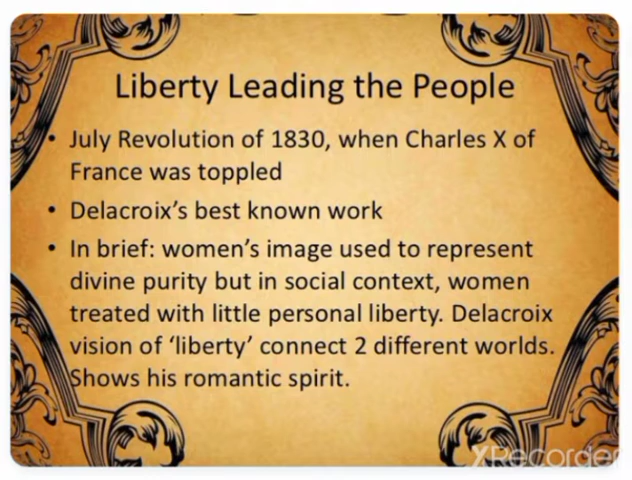 Liberty Leading the People
• July Revolution of 1830, when Charles X of
France was toppled
• Delacroix's best known work
• In brief: women's image used to represent
divine purity but in social context, women
treated with little personal liberty. Delacroix
vision of 'liberty' connect 2 different worlds.
Shows his romantic spirit.
XRecorder